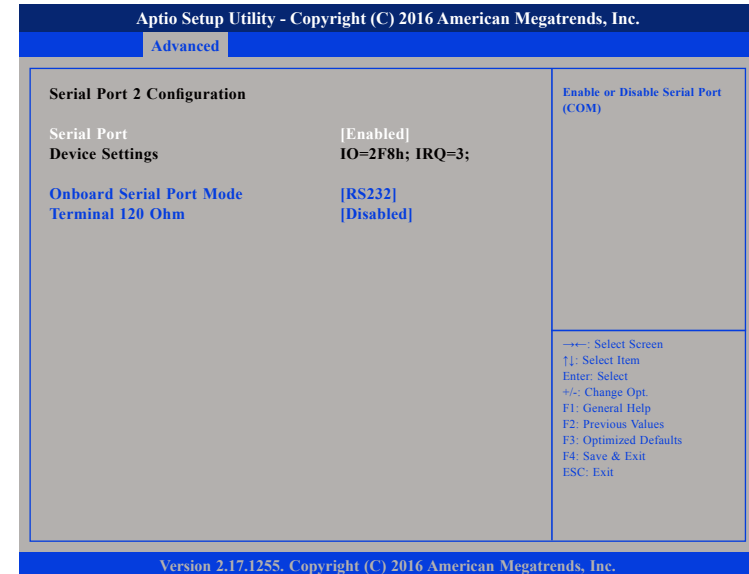 Aptio Setup Utility - Copyright (C) 2016 American Megatrends, Inc.
Advanced
Serial Port 2 Configuration
Serial Port [Enabled]
Device Settings IO=2F8h; IRQ=3;
Onboard Serial Port Mode [RS232]
Terminal 120 Ohm [Disabled]
Enable or Disable Serial Port
(COM)
→←: Select Screen
↑↓: Select Item
Enter: Select
+/-: Change Opt.
F1: General Help
F2: Previous Values
F3: Optimized Defaults
F4: Save & Exit
ESC: Exit
Version 2.17.1255. Copyright (C) 2016 American Megatrends, Inc.